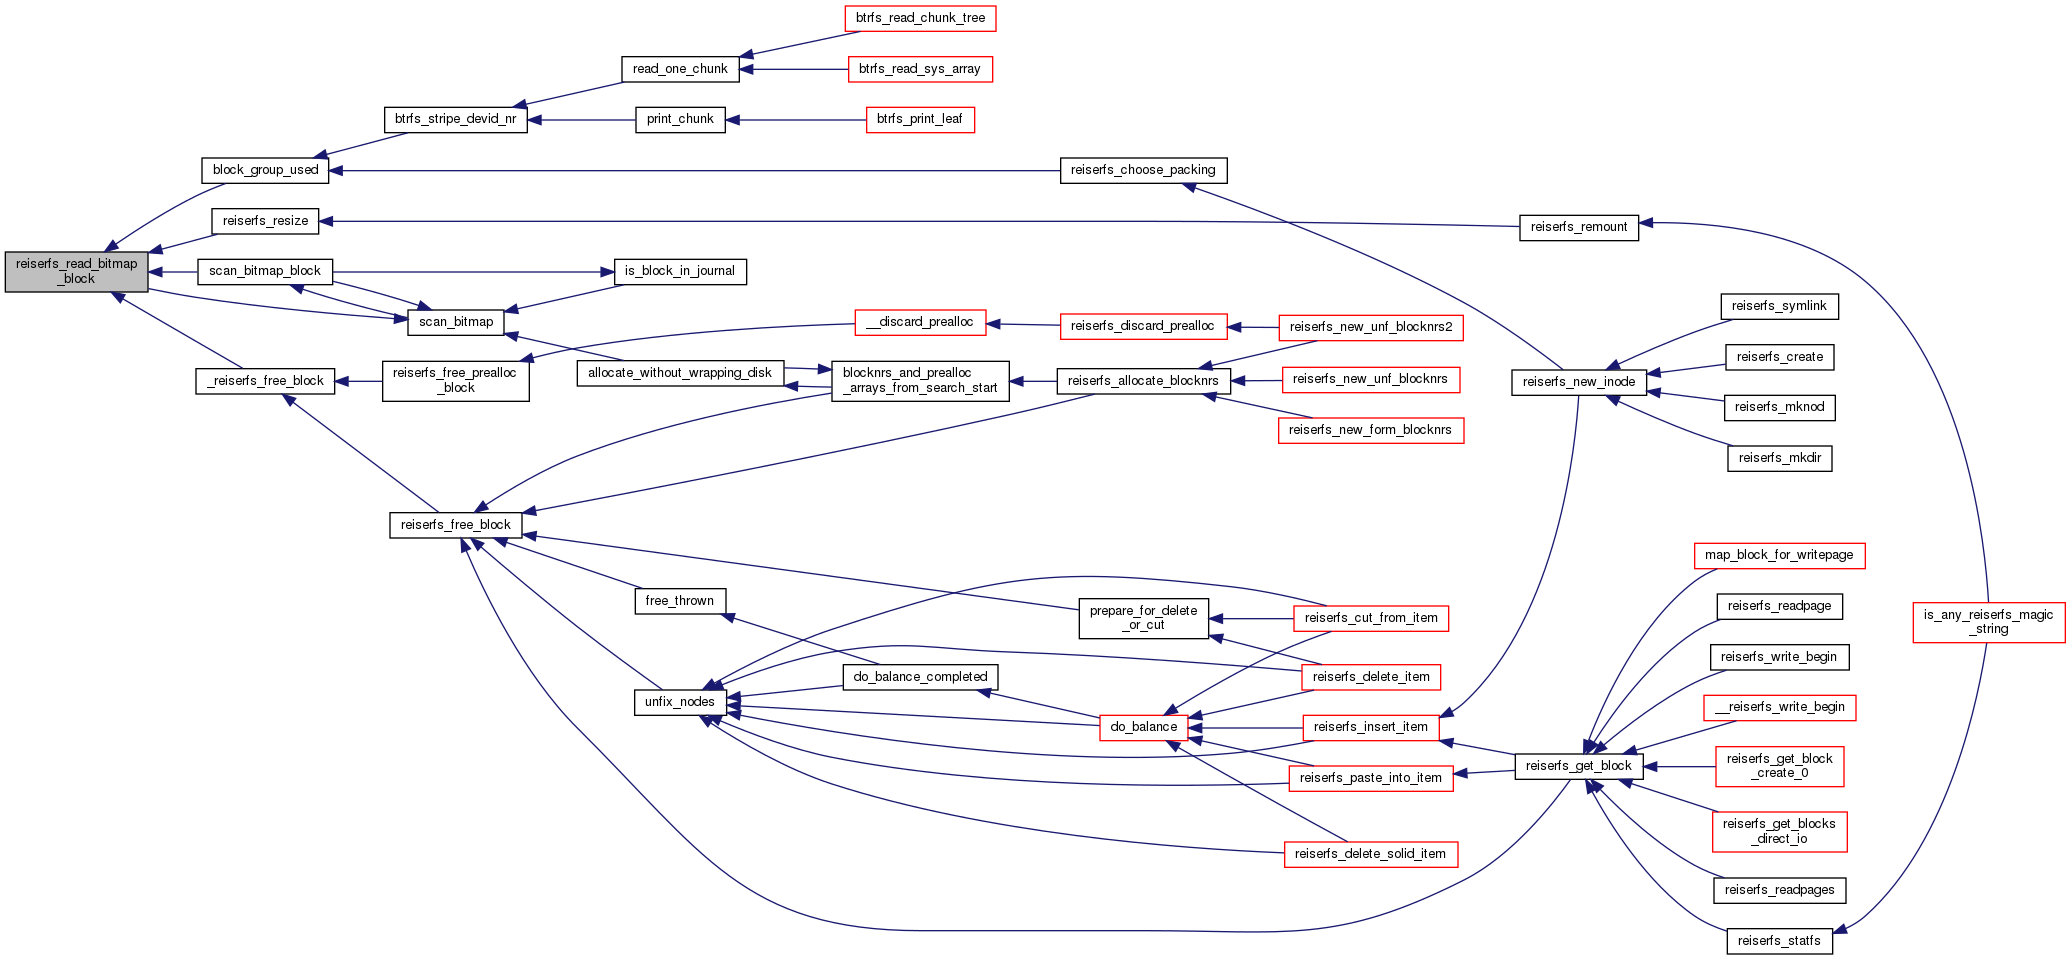 btrfs_read_chunk_tree
read_one_chunk
btrfs_read_sys_array
btrfs_stripe_devid_nr
print_chunk
btrfs_print_leaf
block_group_used
reiserfs_choose_packing
reiserfs_resize
reiserfs_remount
reiserfs_read_bitmap
_block
scan_bitmap_block
is_block_in_journal
scan_bitmap
__discard_prealloc
reiserfs_discard_prealloc
reiserfs_new_unf_blocknrs2
reiserfs_symlink
_reiserfs_free_block
reiserfs_free_prealloc
_block
allocate_without_wrapping_disk
blocknrs_and_prealloc
_arrays_from_search_start
reiserfs_allocate_blocknrs
reiserfs_new_unf_blocknrs
reiserfs_new_form_blocknrs
reiserfs_new_inode
reiserfs_create
reiserfs_mknod
reiserfs_mkdir
reiserfs_free_block
free_thrown
prepare_for_delete
_or_cut
reiserfs_cut_from_item
map_block_for_writepage
reiserfs_readpage
is_any_reiserfs_magic
_string
unfix_nodes
do_balance_completed
reiserfs_delete_item
reiserfs_write_begin
do_balance
reiserfs_insert_item
__reiserfs_write_begin
reiserfs_paste_into_item
reiserfs_get_block
reiserfs_get_block
_create_0
reiserfs_get_blocks
_direct_io
reiserfs_delete_solid_item
reiserfs_readpages
reiserfs_statfs